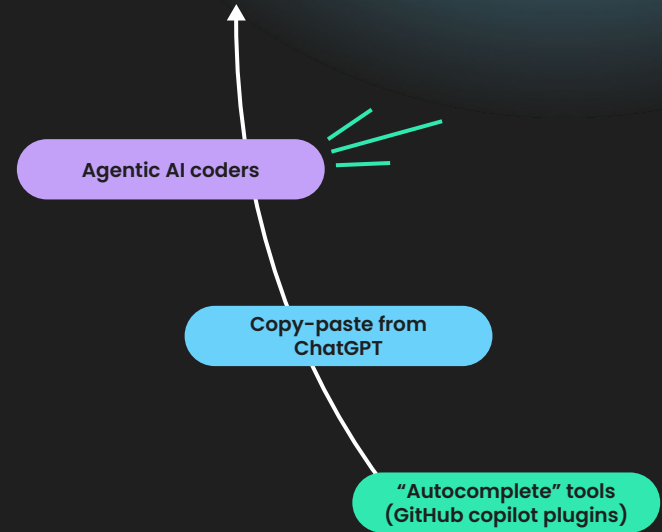 Agentic AI coders
Copy-paste from
ChatGPT
“Autocomplete” tools
(GitHub copilot plugins)